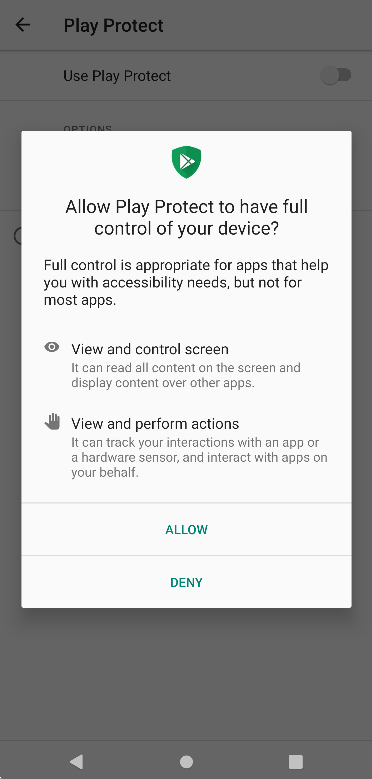 Play Protect
Use Play Protect
OPTIONS
Allow Play Protect to have full
control of your device?
Full control is appropriate for apps that help
you with accessibility needs, but not for
most apps.
View and control screen
It can read all content on the screen and
display content over other apps.
View and perform actions
It can track your interactions with an app or
a hardware sensor, and interact with apps on
your behalf.
ALLOW
DENY